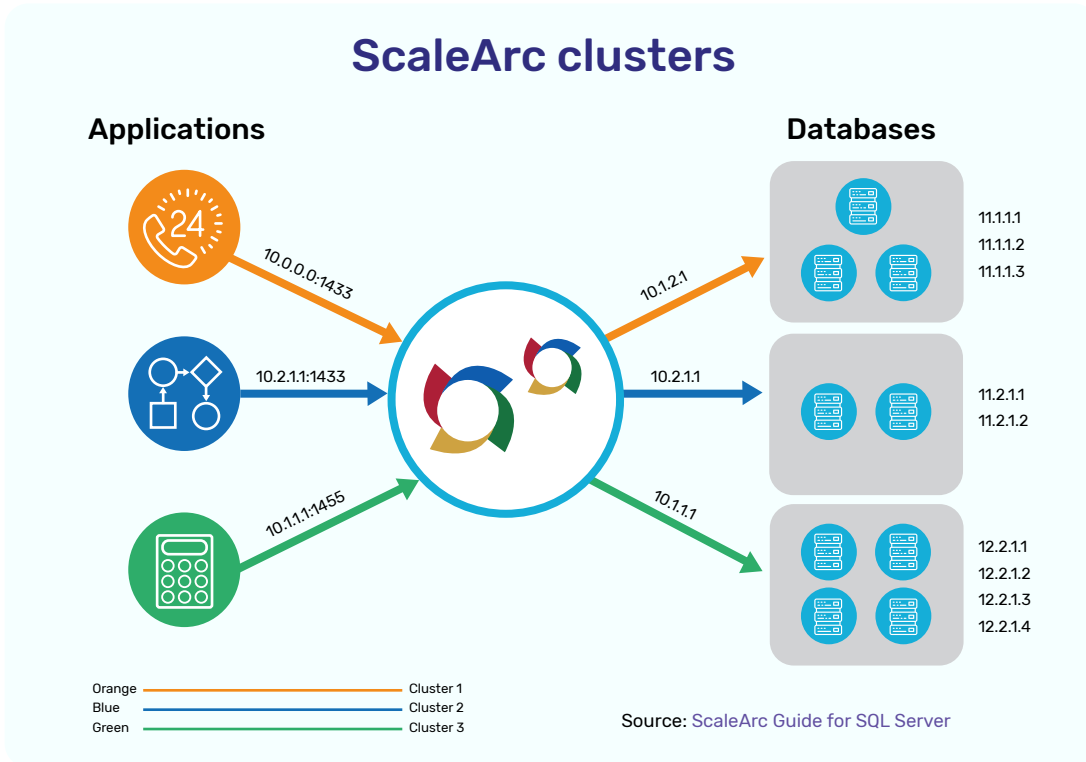 ScaleArc clusters
Applications
Databases
24
10.0.0.0:1433
10.1.2.1
11.1.1.1
11.1.1.2
11.1.1.3
10.2.1.1:1433
10.2.1.1
11.2.1.1
11.2.1.2
10.1.1.1:1455
10.1.1.1
12.2.1.1
12.2.1.2
12.2.1.3
12.2.1.4
Orange Cluster 1
Blue Cluster 2
Green Cluster 3
Source: ScaleArc Guide for SQL Server